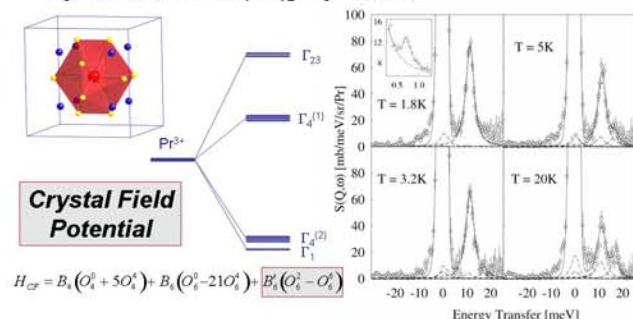 Γ₂₃
Γ₄⁽¹⁾
Pr³⁺
Γ₄⁽²⁾
Γ₁
Crystal Field
Potential
H_CF = B₄(O₄⁰ + 5O₄⁴) + B₆(O₆⁰ − 21O₆⁴) + B₆′(O₆² − O₆⁶)
S(Q,ω) [mb/meV/sr/Pr]
100
80
60
40
20
0
80
60
40
20
0
16
12
8
0.5 1.0
T = 1.8K
T = 5K
T = 3.2K
T = 20K
-20 -10 0 10 20 -20 -10 0 10 20
Energy Transfer [meV]